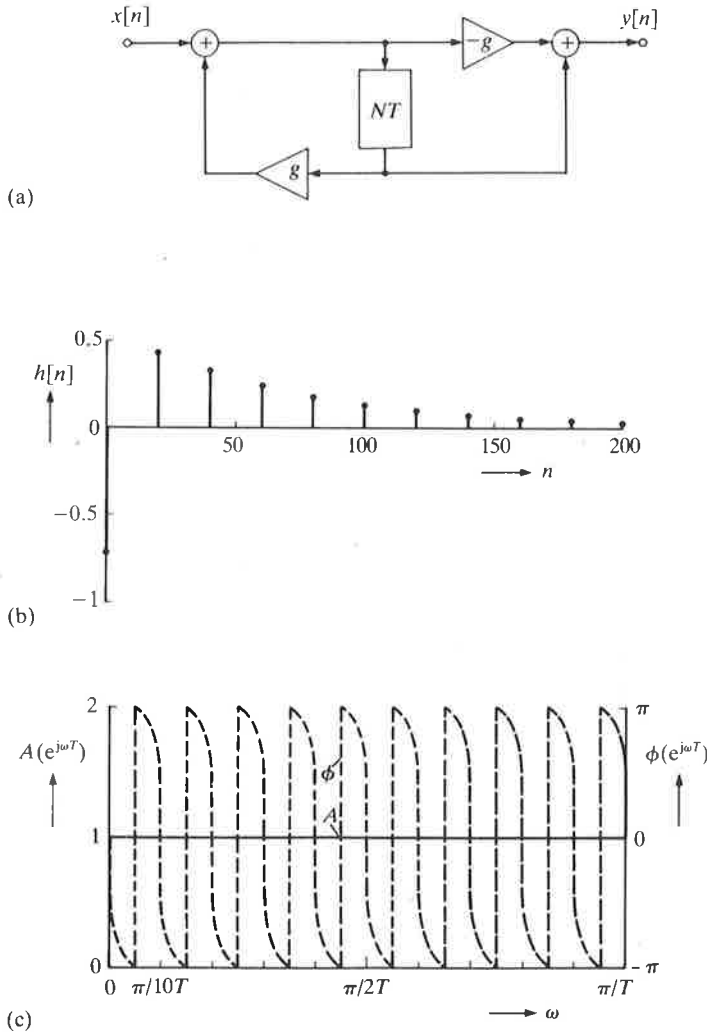 x[n]
y[n]
+
-g
+
NT
g
(a)
0.5
h[n]
0
50
100
150
200
n
-0.5
-1
(b)
2
π
A(e^{jωT})
ϕ(e^{jωT})
ϕ
A
1
0
0
-π
0
π/10T
π/2T
π/T
ω
(c)